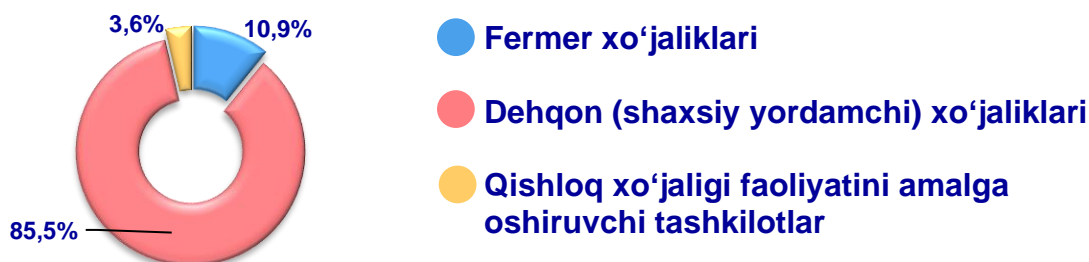 3,6%
10,9%
85,5%
Fermer xo‘jaliklari
Dehqon (shaxsiy yordamchi) xo‘jaliklari
Qishloq xo‘jaligi faoliyatini amalga
oshiruvchi tashkilotlar